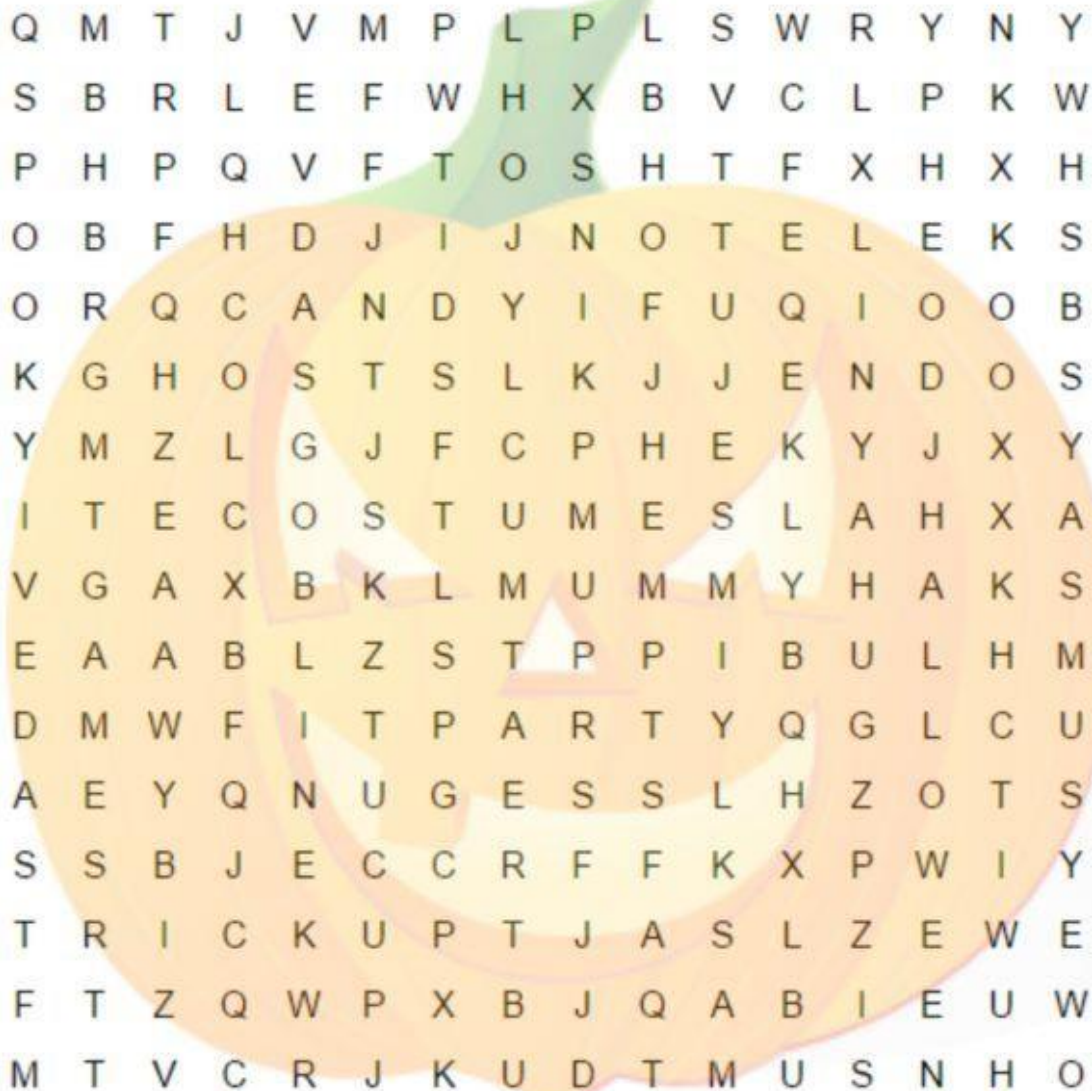 Q M T J V M P L P L S W R Y N Y
S B R L E F W H X B V C L P K W
P H P Q V F T O S H T F X H X H
O B F H D J I J N O T E L E K S
O R Q C A N D Y I F U Q I O O B
K G H O S T S L K J J E N D O S
Y M Z L G J F C P H E K Y J X Y
I T E C O S T U M E S L A H X A
V G A X B K L M U M M Y H A K S
E A A B L Z S T P P I B U L H M
D M W F I T P A R T Y Q G L C U
A E Y Q N U G E S S L H Z O T S
S S B J E C C R F F K X P W I Y
T R I C K U P T J A S L Z E W E
F T Z Q W P X B J Q A B I E U W
M T V C R J K U D T M U S N H O